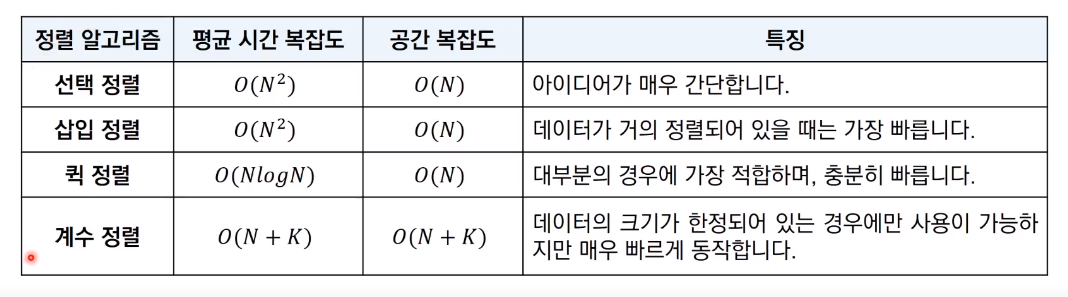 정렬 알고리즘 평균 시간 복잡도 공간 복잡도 특징
선택 정렬 O(N²) O(N) 아이디어가 매우 간단합니다.
삽입 정렬 O(N²) O(N) 데이터가 거의 정렬되어 있을 때는 가장 빠릅니다.
퀵 정렬 O(NlogN) O(N) 대부분의 경우에 가장 적합하며, 충분히 빠릅니다.
계수 정렬 O(N + K) O(N + K) 데이터의 크기가 한정되어 있는 경우에만 사용이 가능하
지만 매우 빠르게 동작합니다.